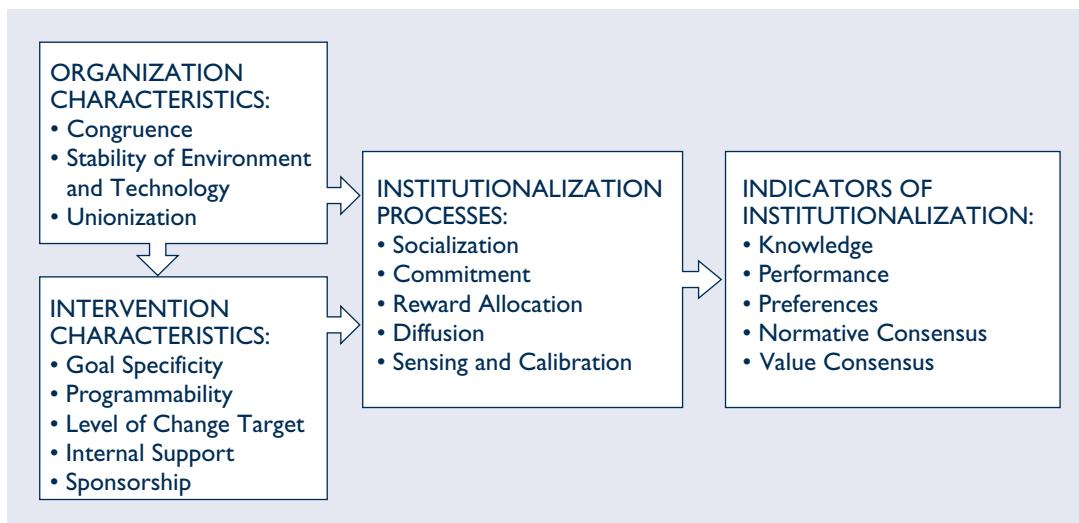 ORGANIZATION
CHARACTERISTICS:
• Congruence
• Stability of Environment
and Technology
• Unionization
INTERVENTION
CHARACTERISTICS:
• Goal Specificity
• Programmability
• Level of Change Target
• Internal Support
• Sponsorship
INSTITUTIONALIZATION
PROCESSES:
• Socialization
• Commitment
• Reward Allocation
• Diffusion
• Sensing and Calibration
INDICATORS OF
INSTITUTIONALIZATION:
• Knowledge
• Performance
• Preferences
• Normative Consensus
• Value Consensus